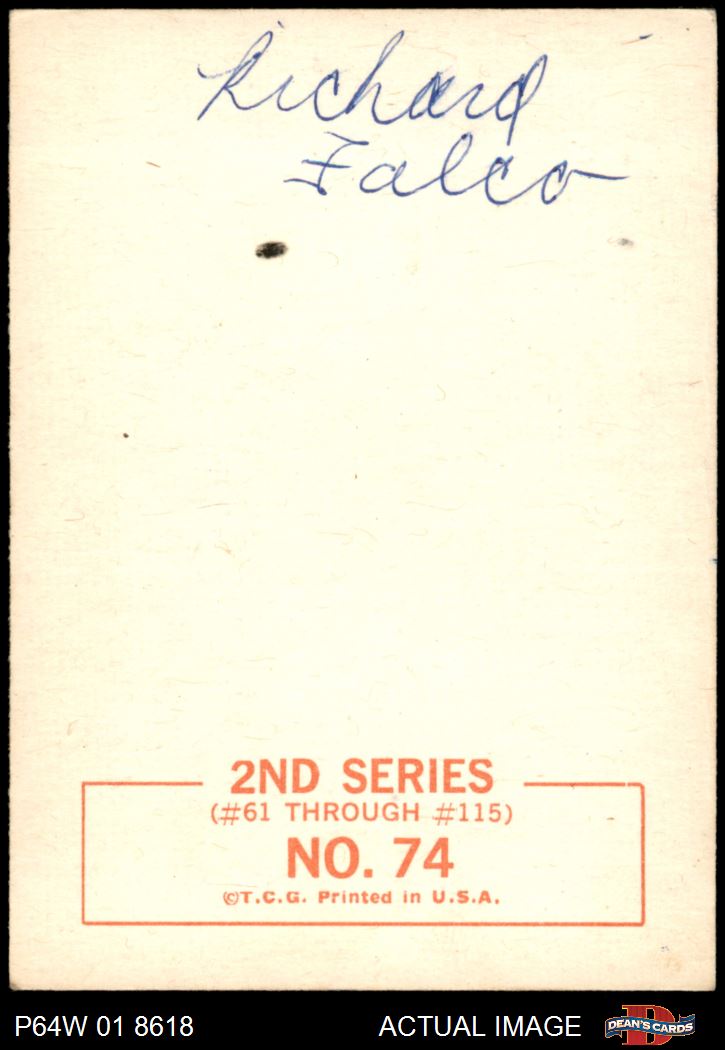 Richard
Falco
2ND SERIES
(#61 THROUGH #115)
NO. 74
©T.C.G. Printed in U.S.A.
P64W 01 8618
ACTUAL IMAGE
DEAN'S CARDS